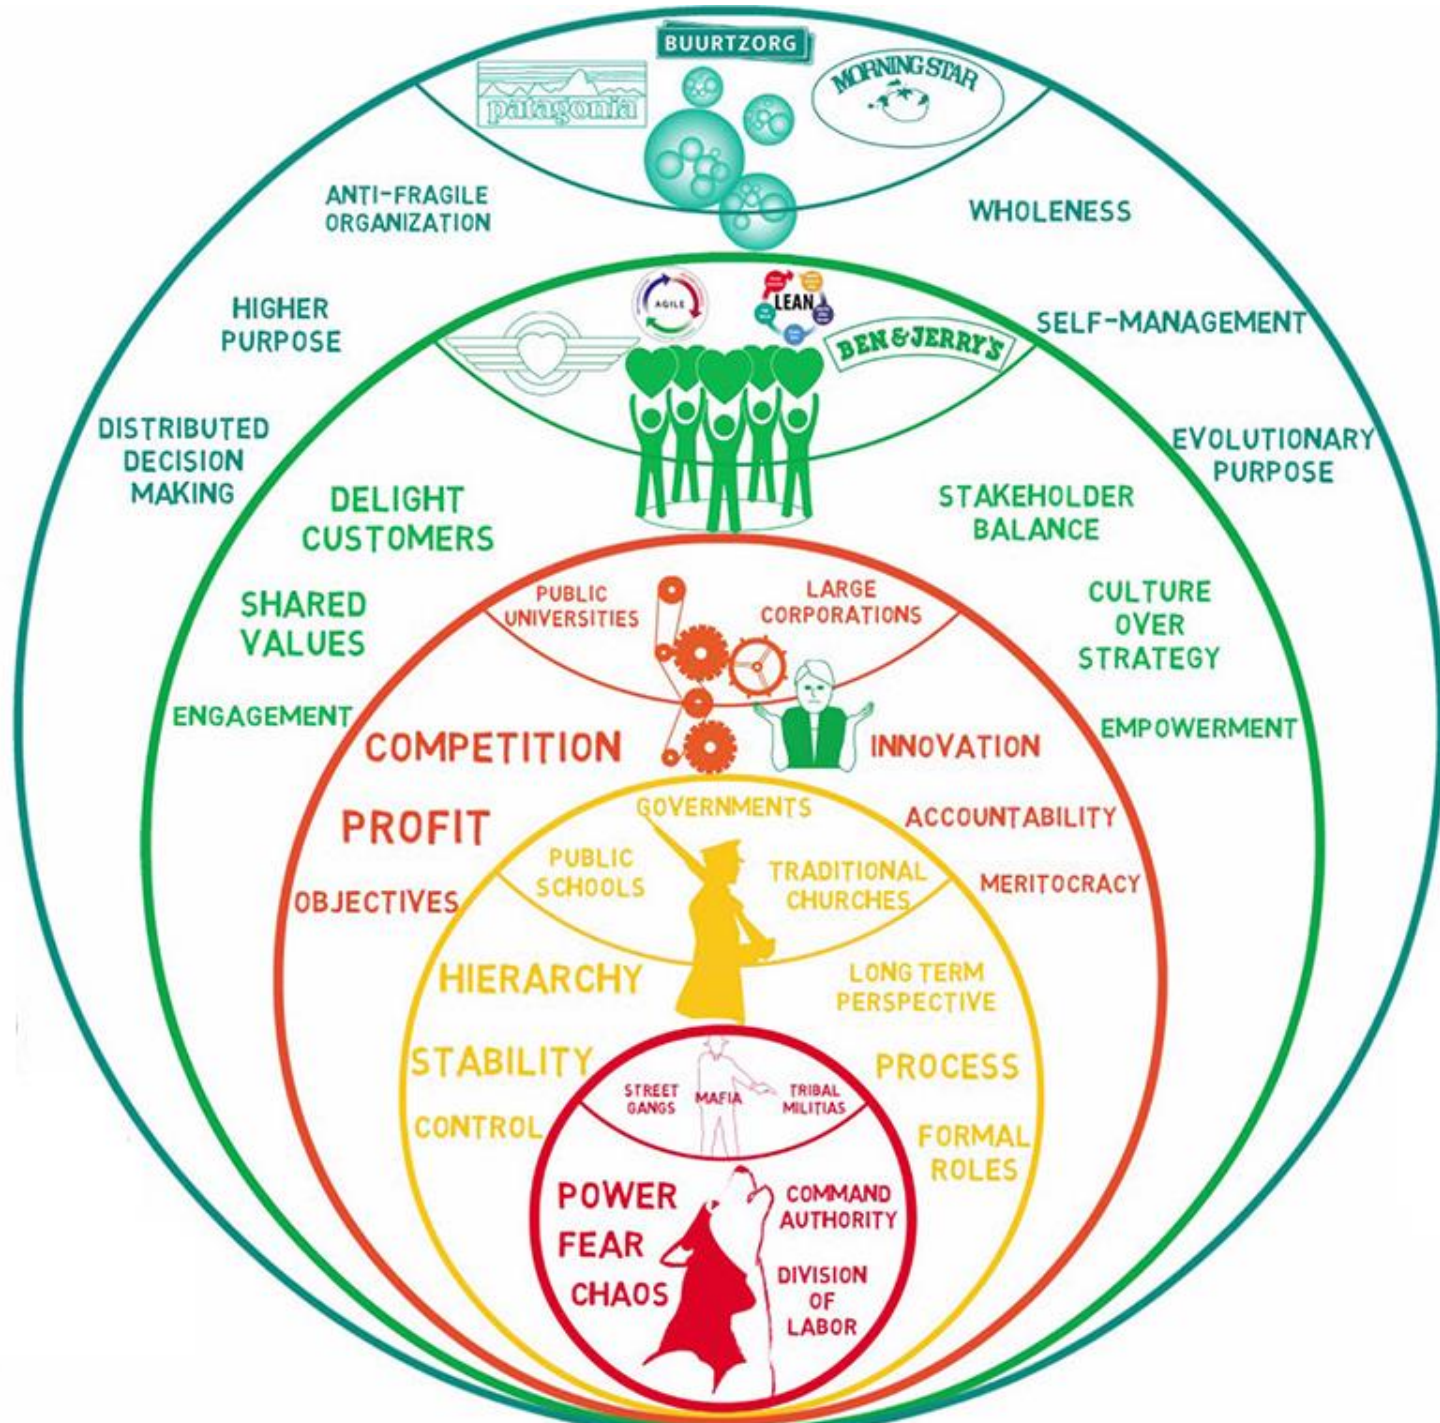 BUURTZORG
patagonia
MORNING STAR
ANTI-FRAGILE
ORGANIZATION
WHOLENESS
HIGHER
PURPOSE
SELF-MANAGEMENT
DISTRIBUTED
DECISION
MAKING
EVOLUTIONARY
PURPOSE
AGILE
LEAN
BEN & JERRY'S
DELIGHT
CUSTOMERS
STAKEHOLDER
BALANCE
SHARED
VALUES
CULTURE
OVER
STRATEGY
ENGAGEMENT
EMPOWERMENT
PUBLIC
UNIVERSITIES
LARGE
CORPORATIONS
COMPETITION
INNOVATION
PROFIT
ACCOUNTABILITY
OBJECTIVES
MERITOCRACY
GOVERNMENTS
PUBLIC
SCHOOLS
TRADITIONAL
CHURCHES
HIERARCHY
LONG TERM
PERSPECTIVE
STABILITY
PROCESS
CONTROL
FORMAL
ROLES
STREET
GANGS
MAFIA
TRIBAL
MILITIAS
POWER
FEAR
CHAOS
COMMAND
AUTHORITY
DIVISION
OF
LABOR